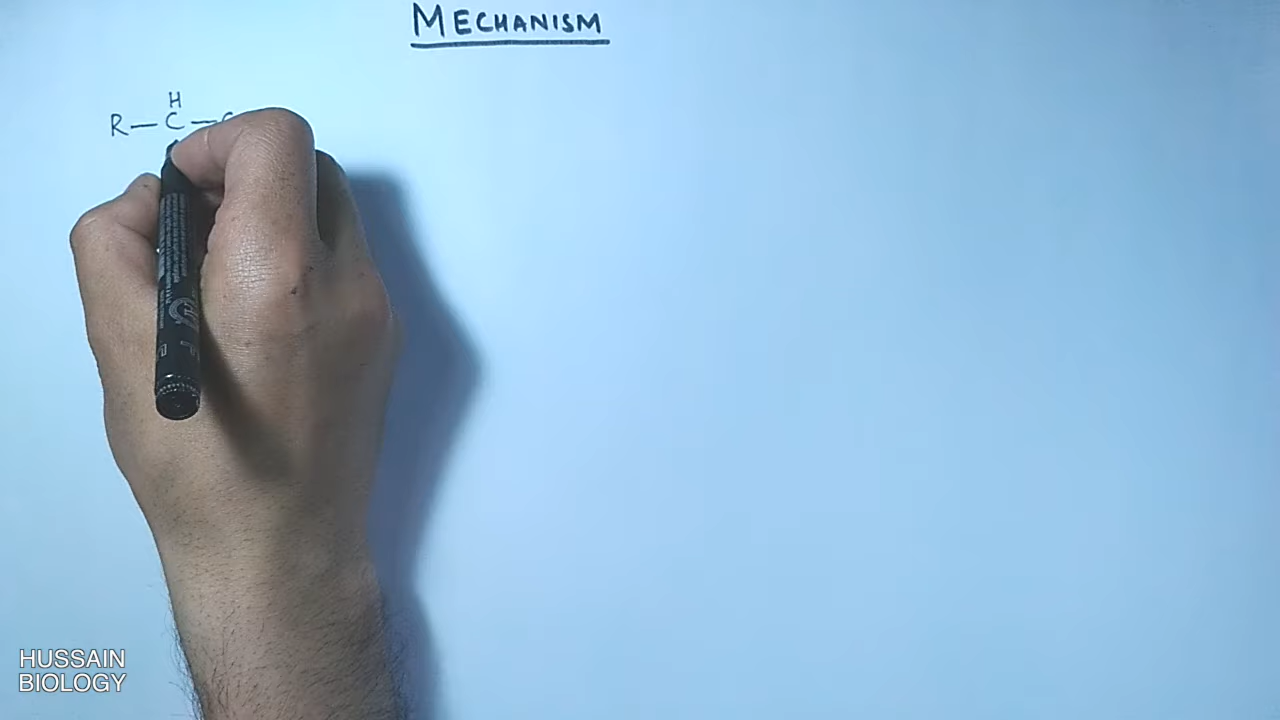 MECHANISM
H
R — C — C
HUSSAIN
BIOLOGY